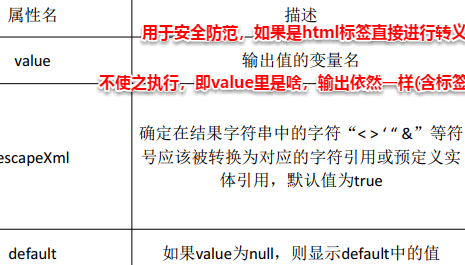 属性名 描述
用于安全防范，如果是html标签直接进行转义
value 输出值的变量名
不使之执行，即value里是啥，输出依然一样(含标签
确定在结果字符串中的字符“< > ‘ “ &”等符
escapeXml 号应该被转换为对应的字符引用或预定义实
体引用，默认值为true
default 如果value为null，则显示default中的值